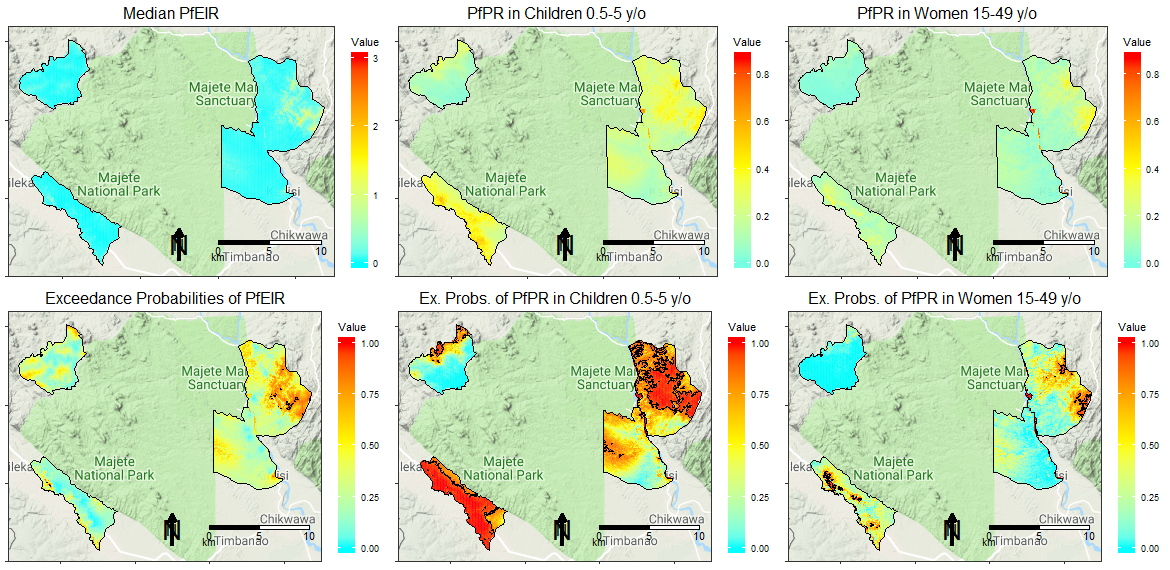 Median PfEIR
Value
3
2
1
0
Majete Ma
Sanctuary
Majete
National Park
ileka
isi
Chikwawa
0 5 10
km
Timbanao
N
PfPR in Children 0.5-5 y/o
Value
0.8
0.6
0.4
0.2
0.0
Majete Ma
Sanctuary
Majete
National Park
ileka
isi
Chikwawa
0 5 10
km
Timbanao
N
PfPR in Women 15-49 y/o
Value
0.8
0.6
0.4
0.2
0.0
Majete Ma
Sanctuary
Majete
National Park
ileka
isi
Chikwawa
0 5 10
km
Timbanao
N
Exceedance Probabilities of PfEIR
Value
1.00
0.75
0.50
0.25
0.00
Majete Ma
Sanctuary
Majete
National Park
ileka
isi
Chikwawa
0 5 10
km
Timbanao
N
Ex. Probs. of PfPR in Children 0.5-5 y/o
Value
1.00
0.75
0.50
0.25
0.00
Majete Ma
Sanctuary
Majete
National Park
ileka
isi
Chikwawa
0 5 10
km
Timbanao
N
Ex. Probs. of PfPR in Women 15-49 y/o
Value
1.00
0.75
0.50
0.25
0.00
Majete Ma
Sanctuary
Majete
National Park
ileka
isi
Chikwawa
0 5 10
km
Timbanao
N